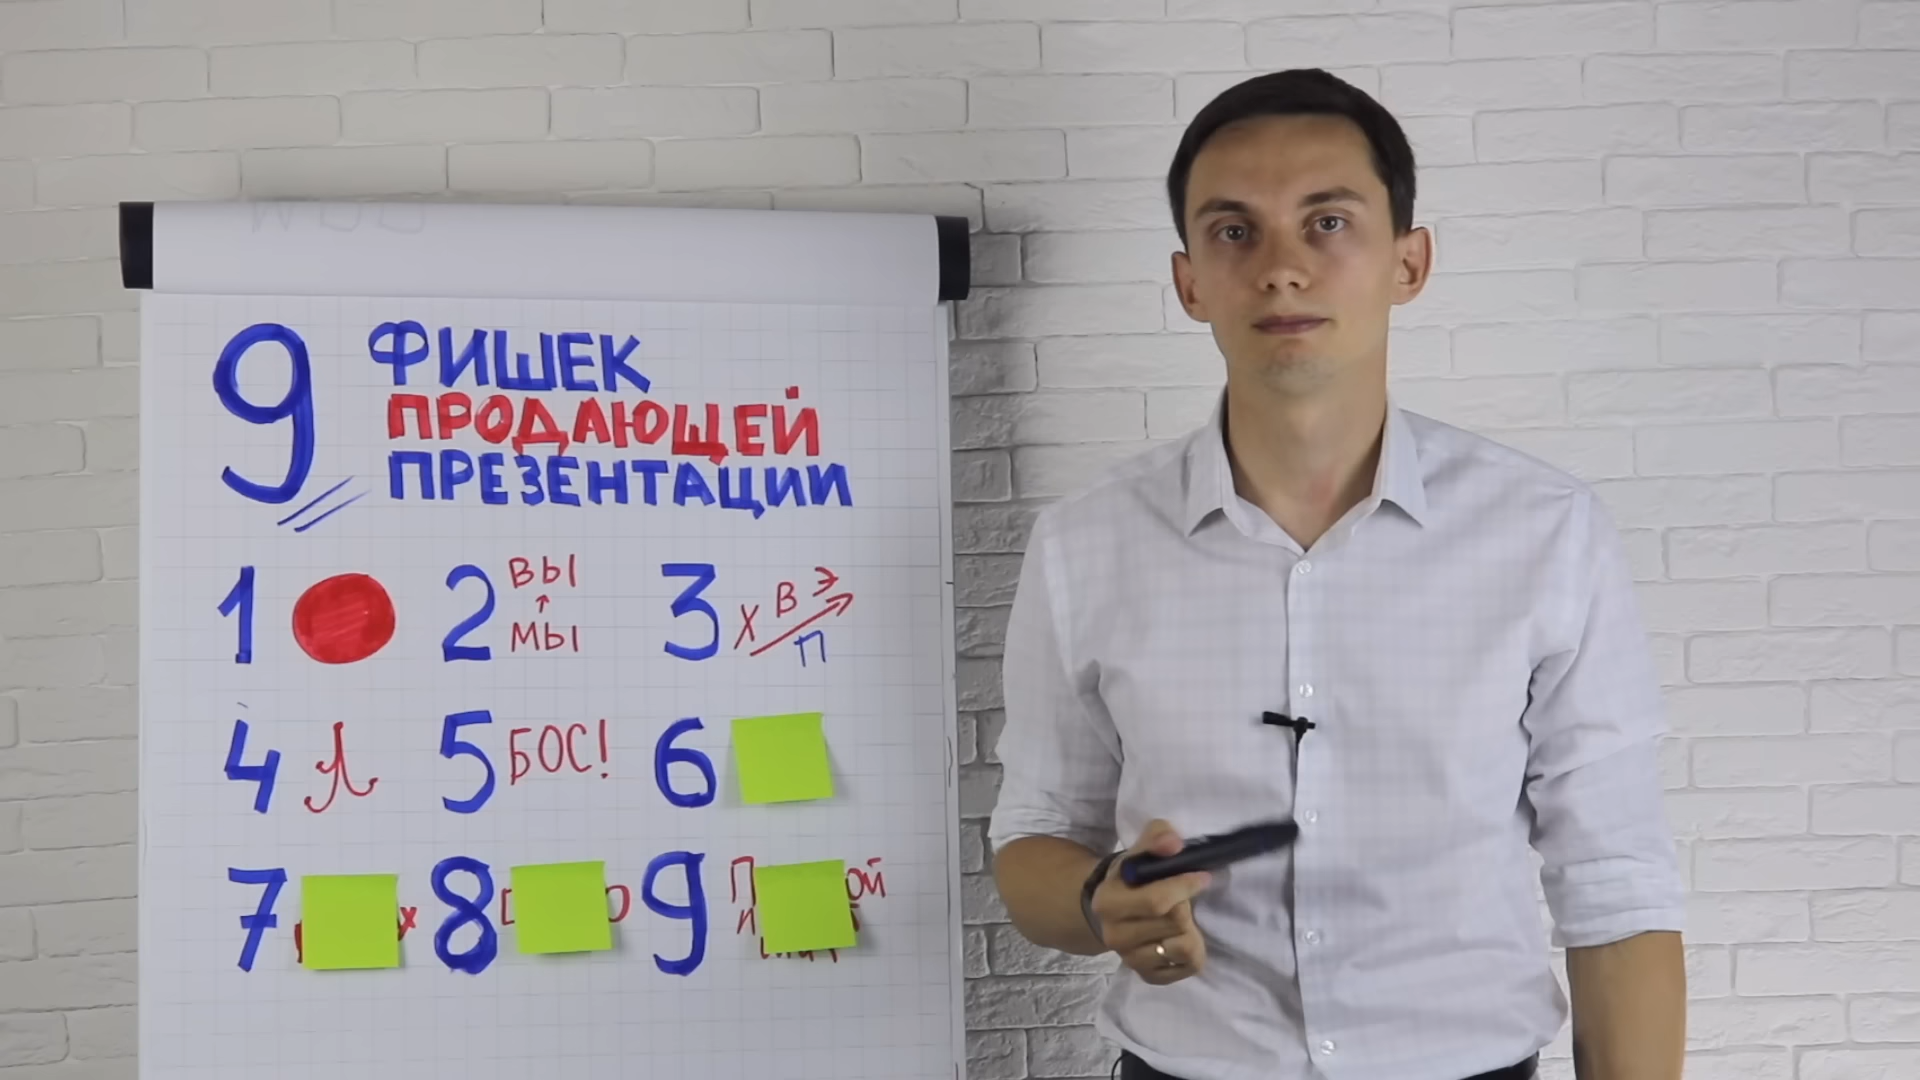 9 ФИШЕК
ПРОДАЮЩЕЙ
ПРЕЗЕНТАЦИИ
1 2 ВЫ
МЫ
3 Х В Э
П
4 Л 5 БОС! 6
7 8 9